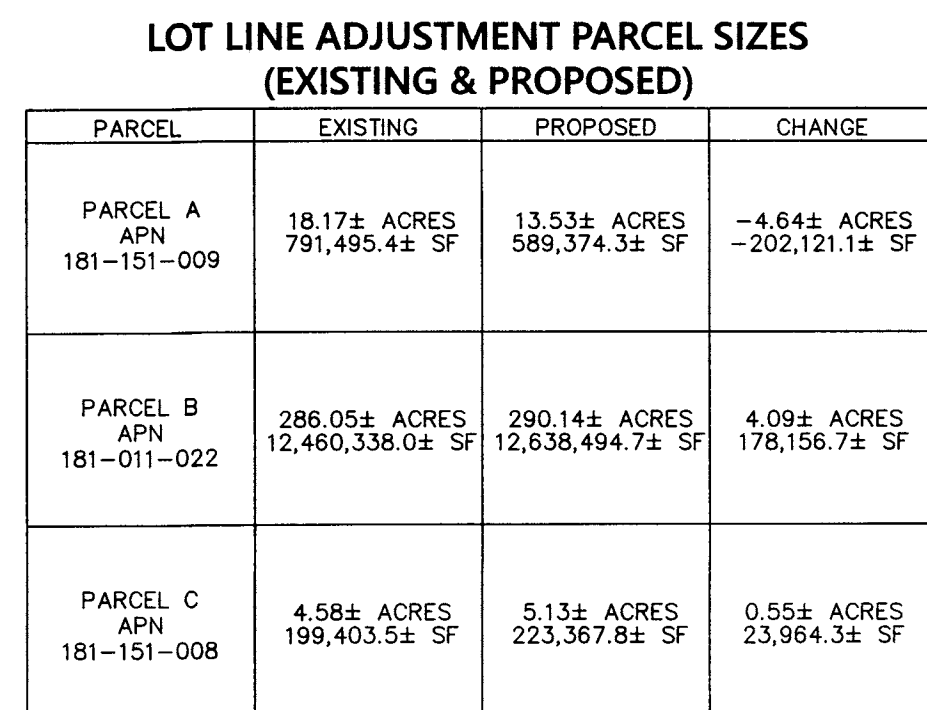 LOT LINE ADJUSTMENT PARCEL SIZES
(EXISTING & PROPOSED)
PARCEL EXISTING PROPOSED CHANGE
PARCEL A
APN
181-151-009
18.17± ACRES
791,495.4± SF
13.53± ACRES
589,374.3± SF
-4.64± ACRES
-202,121.1± SF
PARCEL B
APN
181-011-022
286.05± ACRES
12,460,338.0± SF
290.14± ACRES
12,638,494.7± SF
4.09± ACRES
178,156.7± SF
PARCEL C
APN
181-151-008
4.58± ACRES
199,403.5± SF
5.13± ACRES
223,367.8± SF
0.55± ACRES
23,964.3± SF